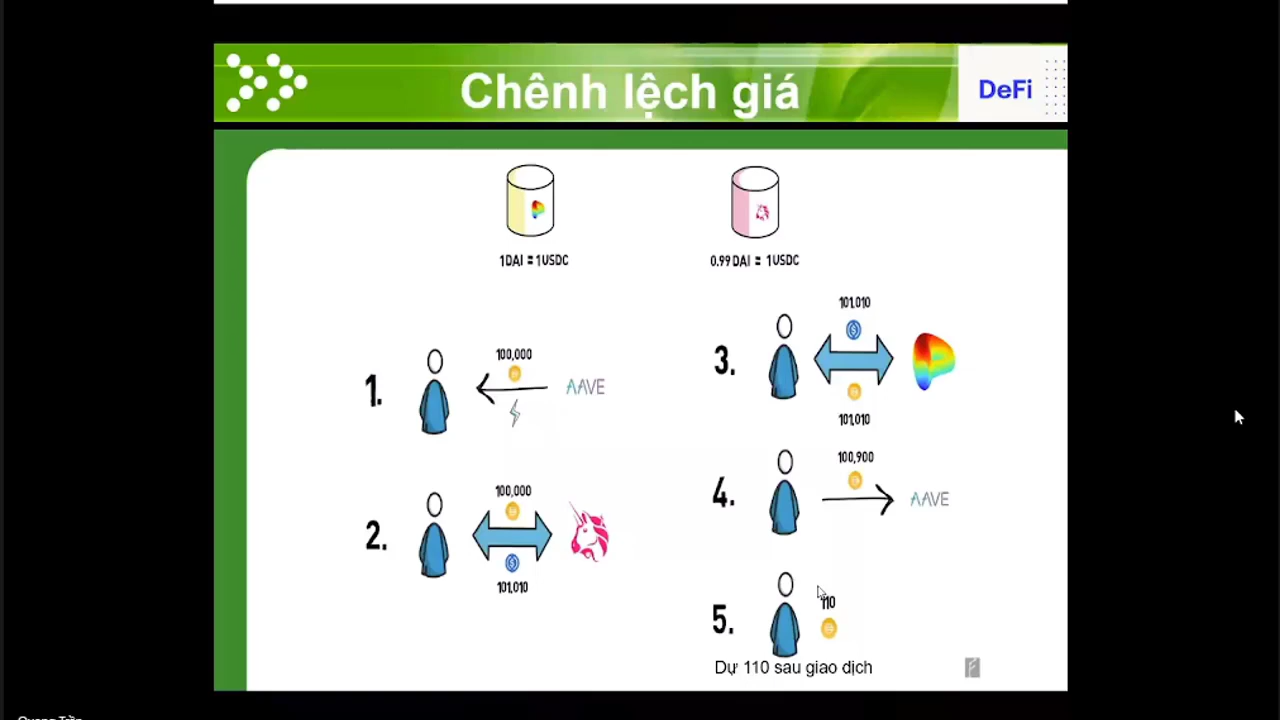 Chênh lệch giá
DeFi
1DAI = 1USDC
0.99 DAI = 1USDC
1.
100,000
AAVE
2.
100,000
101,010
3.
101,010
101,010
4.
100,900
AAVE
5.
110
Dự 110 sau giao dịch